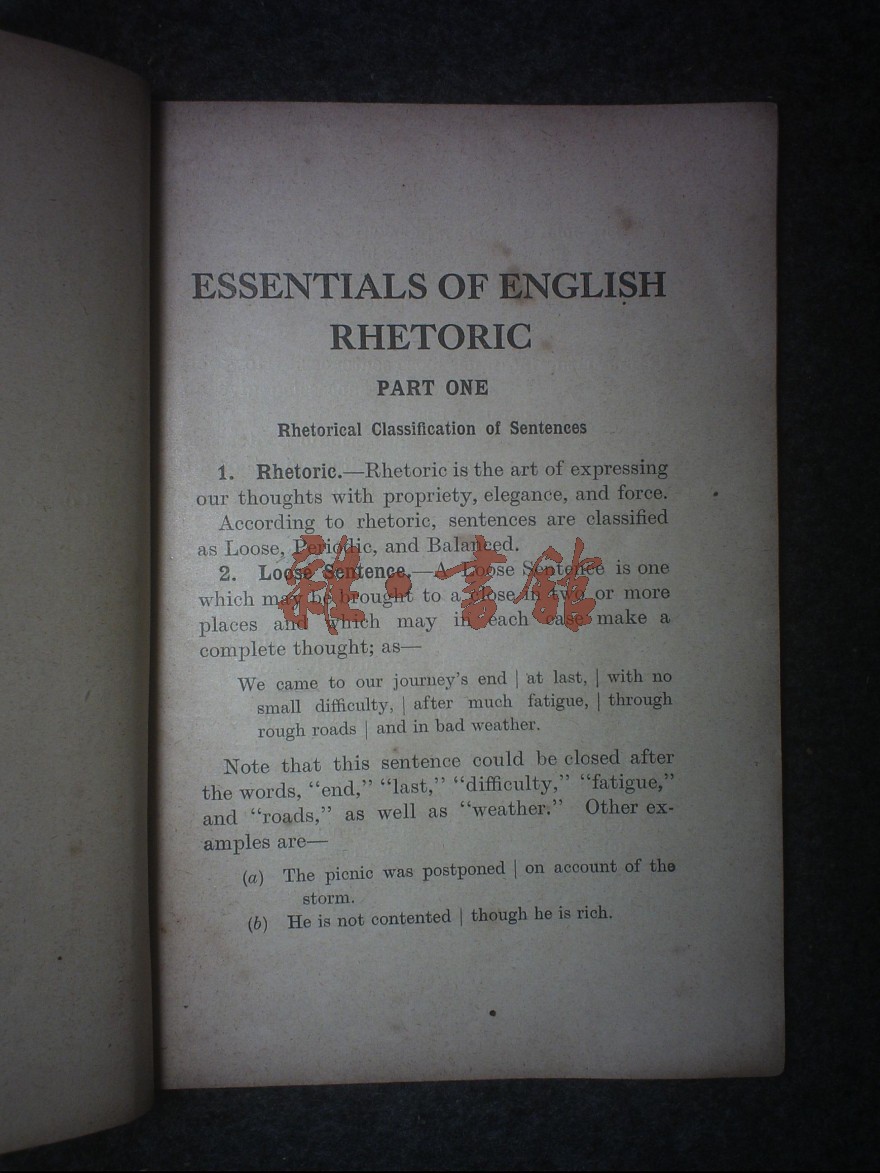 ESSENTIALS OF ENGLISH
RHETORIC
PART ONE
Rhetorical Classification of Sentences
1. Rhetoric.—Rhetoric is the art of expressing
our thoughts with propriety, elegance, and force.
According to rhetoric, sentences are classified
as Loose, Periodic, and Balanced.
2. Loose Sentence.—A Loose Sentence is one
which may be brought to a close in two or more
places and which may in each case make a
complete thought; as—
雜·書館
We came to our journey's end | at last, | with no
small difficulty, | after much fatigue, | through
rough roads | and in bad weather.
Note that this sentence could be closed after
the words, "end," "last," "difficulty," "fatigue,"
and "roads," as well as "weather." Other ex-
amples are—
(a) The picnic was postponed | on account of the
storm.
(b) He is not contented | though he is rich.